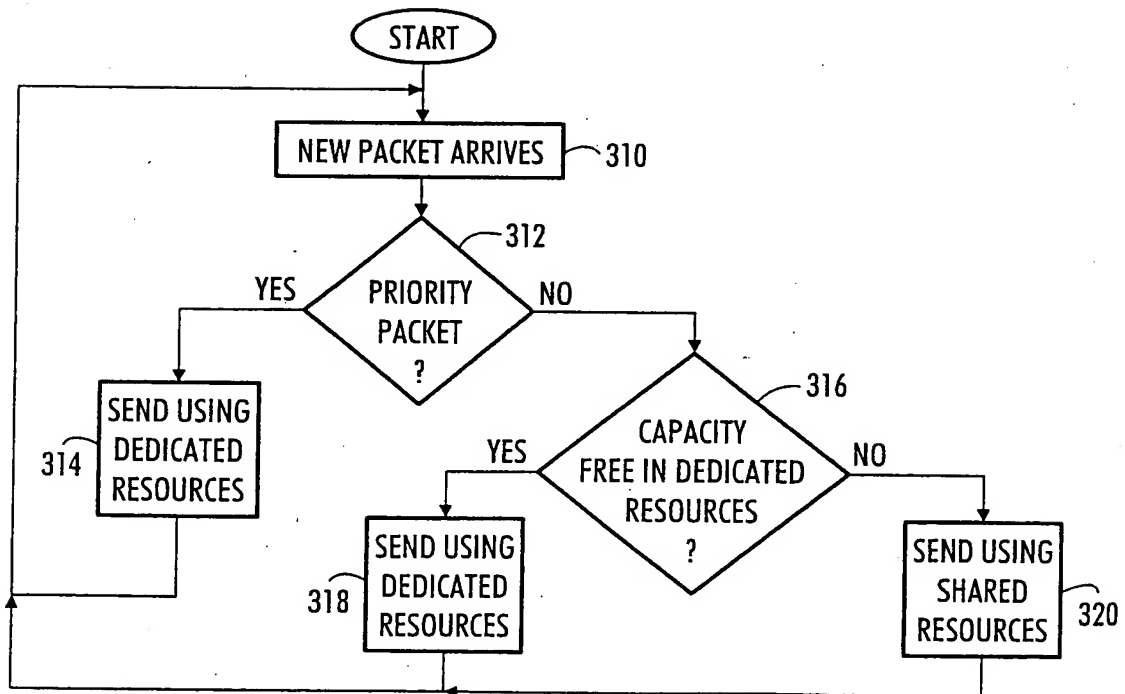 START
NEW PACKET ARRIVES
310
312
YES
PRIORITY
PACKET
?
NO
316
SEND USING
DEDICATED
RESOURCES
314
YES
CAPACITY
FREE IN DEDICATED
RESOURCES
?
NO
SEND USING
DEDICATED
RESOURCES
318
SEND USING
SHARED
RESOURCES
320